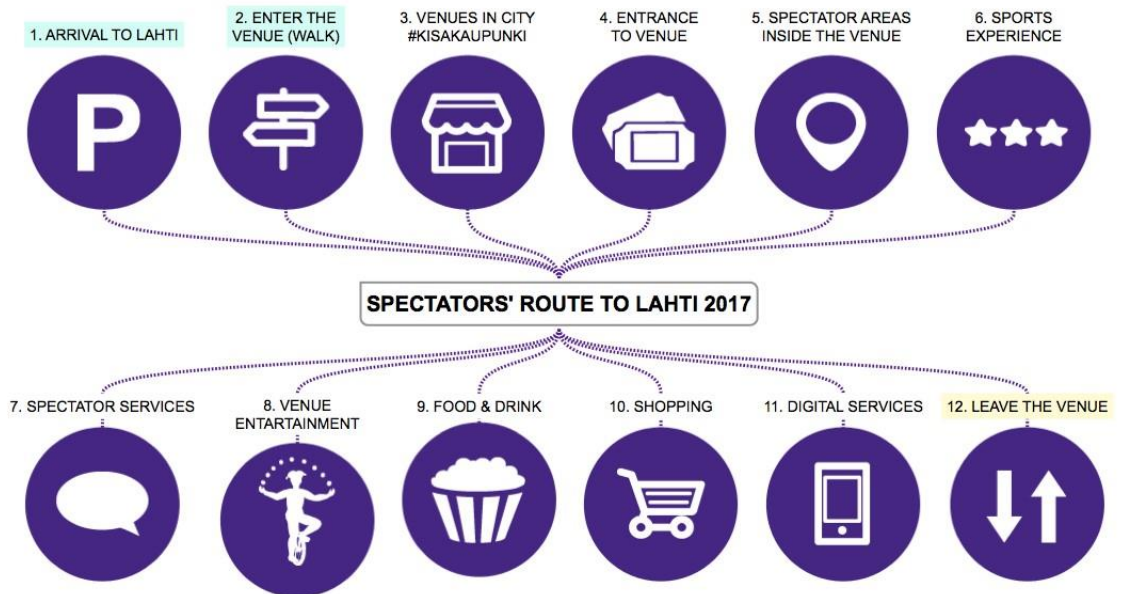 1. ARRIVAL TO LAHTI
2. ENTER THE
VENUE (WALK)
3. VENUES IN CITY
#KISAKAUPUNKI
4. ENTRANCE
TO VENUE
5. SPECTATOR AREAS
INSIDE THE VENUE
6. SPORTS
EXPERIENCE
P
SPECTATORS' ROUTE TO LAHTI 2017
7. SPECTATOR SERVICES
8. VENUE
ENTARTAINMENT
9. FOOD & DRINK
10. SHOPPING
11. DIGITAL SERVICES
12. LEAVE THE VENUE